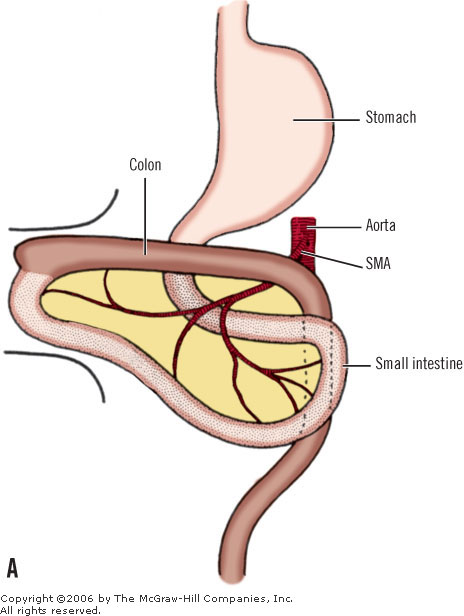 Stomach
Colon
Aorta
SMA
Small intestine
A
Copyright ©2006 by The McGraw-Hill Companies, Inc.
All rights reserved.